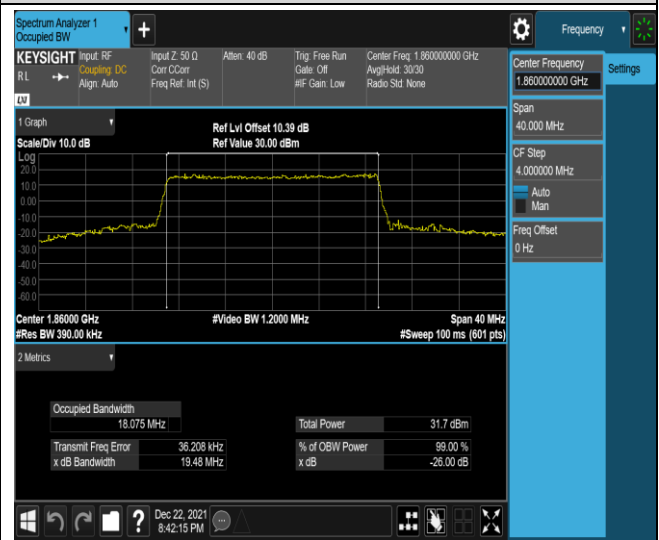 Spectrum Analyzer 1
Occupied BW
+
Frequency
KEYSIGHT
R L
LNI
Input: RF
Coupling: DC
Align: Auto
Input Z: 50 Ω
Corr CCorr
Freq Ref: Int (S)
Atten: 40 dB
Trig: Free Run
Gate: Off
#IF Gain: Low
Center Freq: 1.860000000 GHz
Avg|Hold: 30/30
Radio Std: None
Center Frequency
1.860000000 GHz
Settings
Span
40.000 MHz
CF Step
4.000000 MHz
Auto
Man
Freq Offset
0 Hz
1 Graph
Scale/Div 10.0 dB
Ref Lvl Offset 10.39 dB
Ref Value 30.00 dBm
Log
20.0
10.0
0.00
-10.0
-20.0
-30.0
-40.0
-50.0
-60.0
Center 1.86000 GHz
#Video BW 1.2000 MHz
Span 40 MHz
#Res BW 390.00 kHz
#Sweep 100 ms (601 pts)
2 Metrics
Occupied Bandwidth
18.075 MHz
Total Power 31.7 dBm
Transmit Freq Error 36.208 kHz
% of OBW Power 99.00 %
x dB Bandwidth 19.48 MHz
x dB -26.00 dB
?
Dec 22, 2021
8:42:15 PM